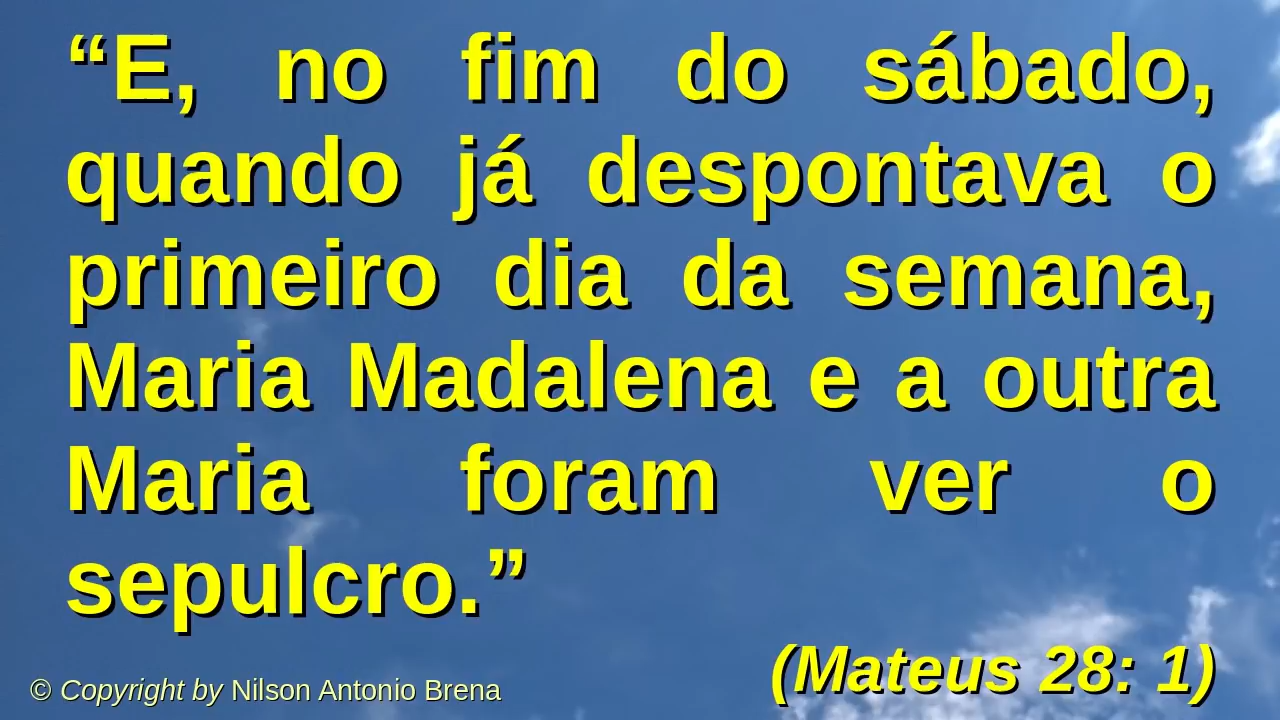 “E, no fim do sábado,
quando já despontava o
primeiro dia da semana,
Maria Madalena e a outra
Maria foram ver o
sepulcro.”
(Mateus 28: 1)
© Copyright by Nilson Antonio Brena